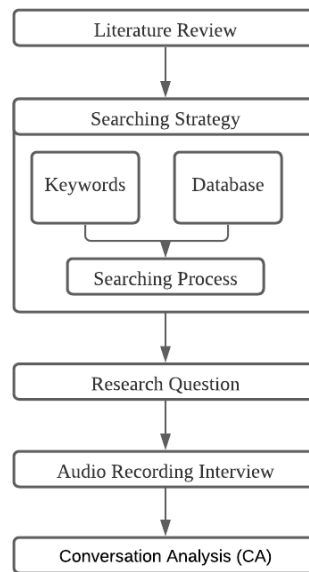 Literature Review
Searching Strategy
Keywords
Database
Searching Process
Research Question
Audio Recording Interview
Conversation Analysis (CA)